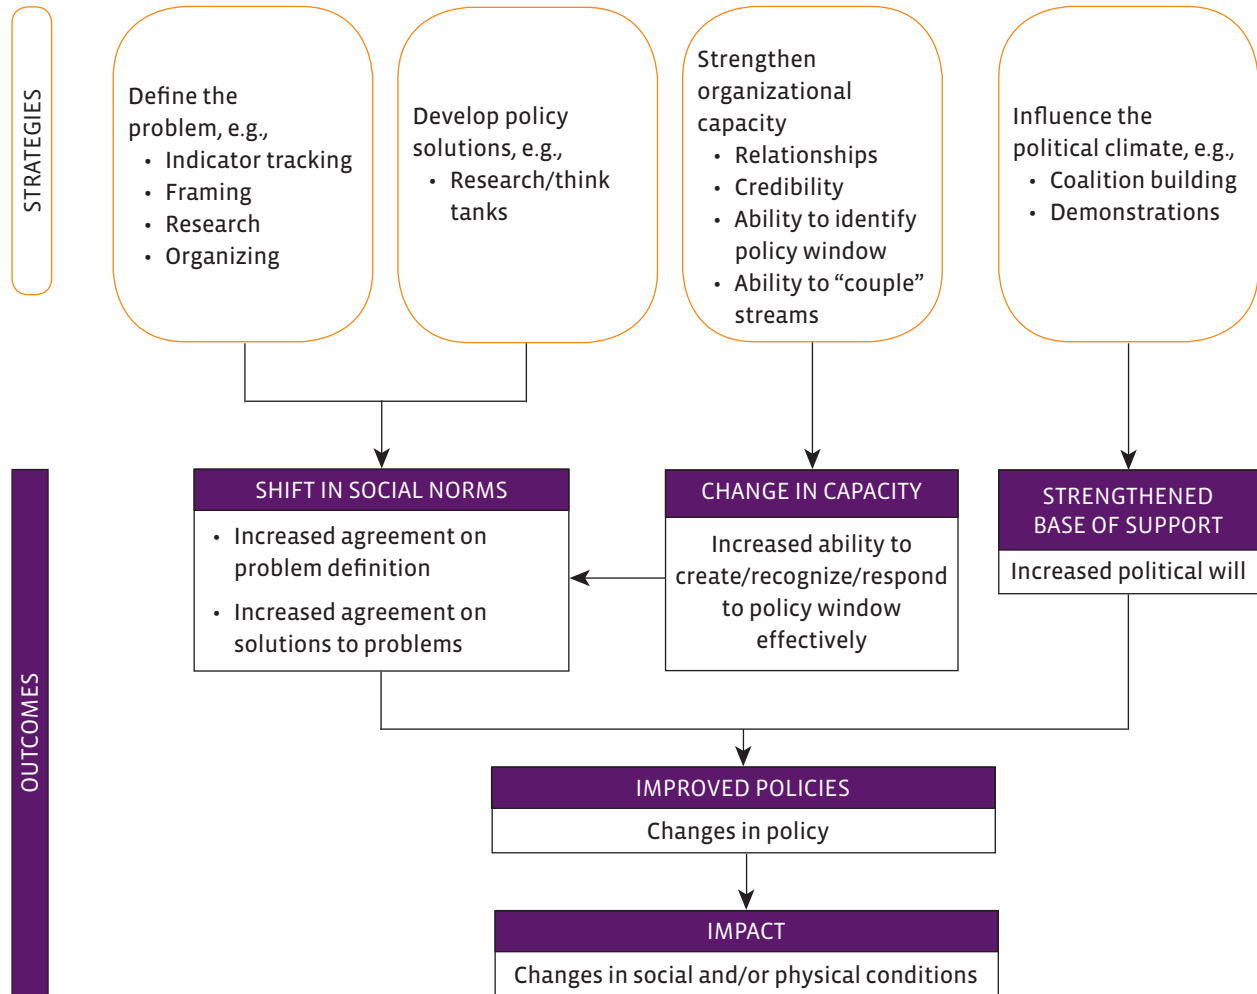 STRATEGIES
Define the
problem, e.g.,
• Indicator tracking
• Framing
• Research
• Organizing
Develop policy
solutions, e.g.,
• Research/think
tanks
Strengthen
organizational
capacity
• Relationships
• Credibility
• Ability to identify
policy window
• Ability to “couple”
streams
Influence the
political climate, e.g.,
• Coalition building
• Demonstrations
OUTCOMES
SHIFT IN SOCIAL NORMS
• Increased agreement on
problem definition
• Increased agreement on
solutions to problems
CHANGE IN CAPACITY
Increased ability to
create/recognize/respond
to policy window
effectively
STRENGTHENED
BASE OF SUPPORT
Increased political will
IMPROVED POLICIES
Changes in policy
IMPACT
Changes in social and/or physical conditions